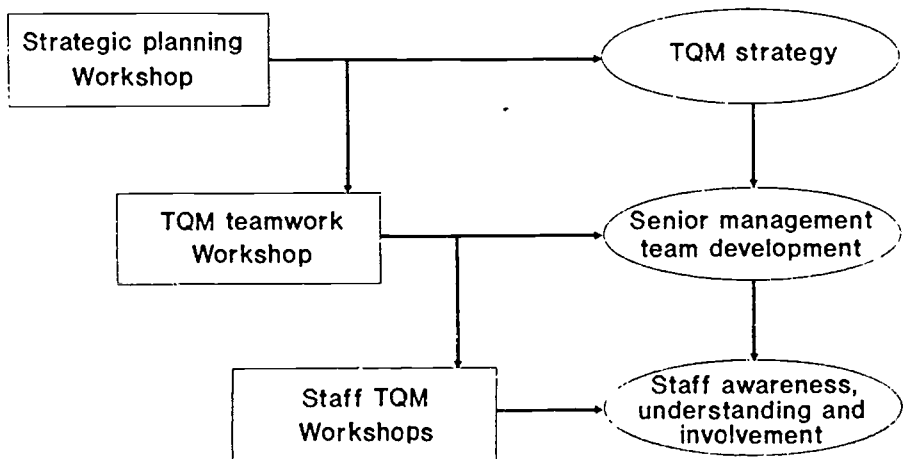 Strategic planning
Workshop
TQM strategy
TQM teamwork
Workshop
Senior management
team development
Staff TQM
Workshops
Staff awareness,
understanding and
involvement